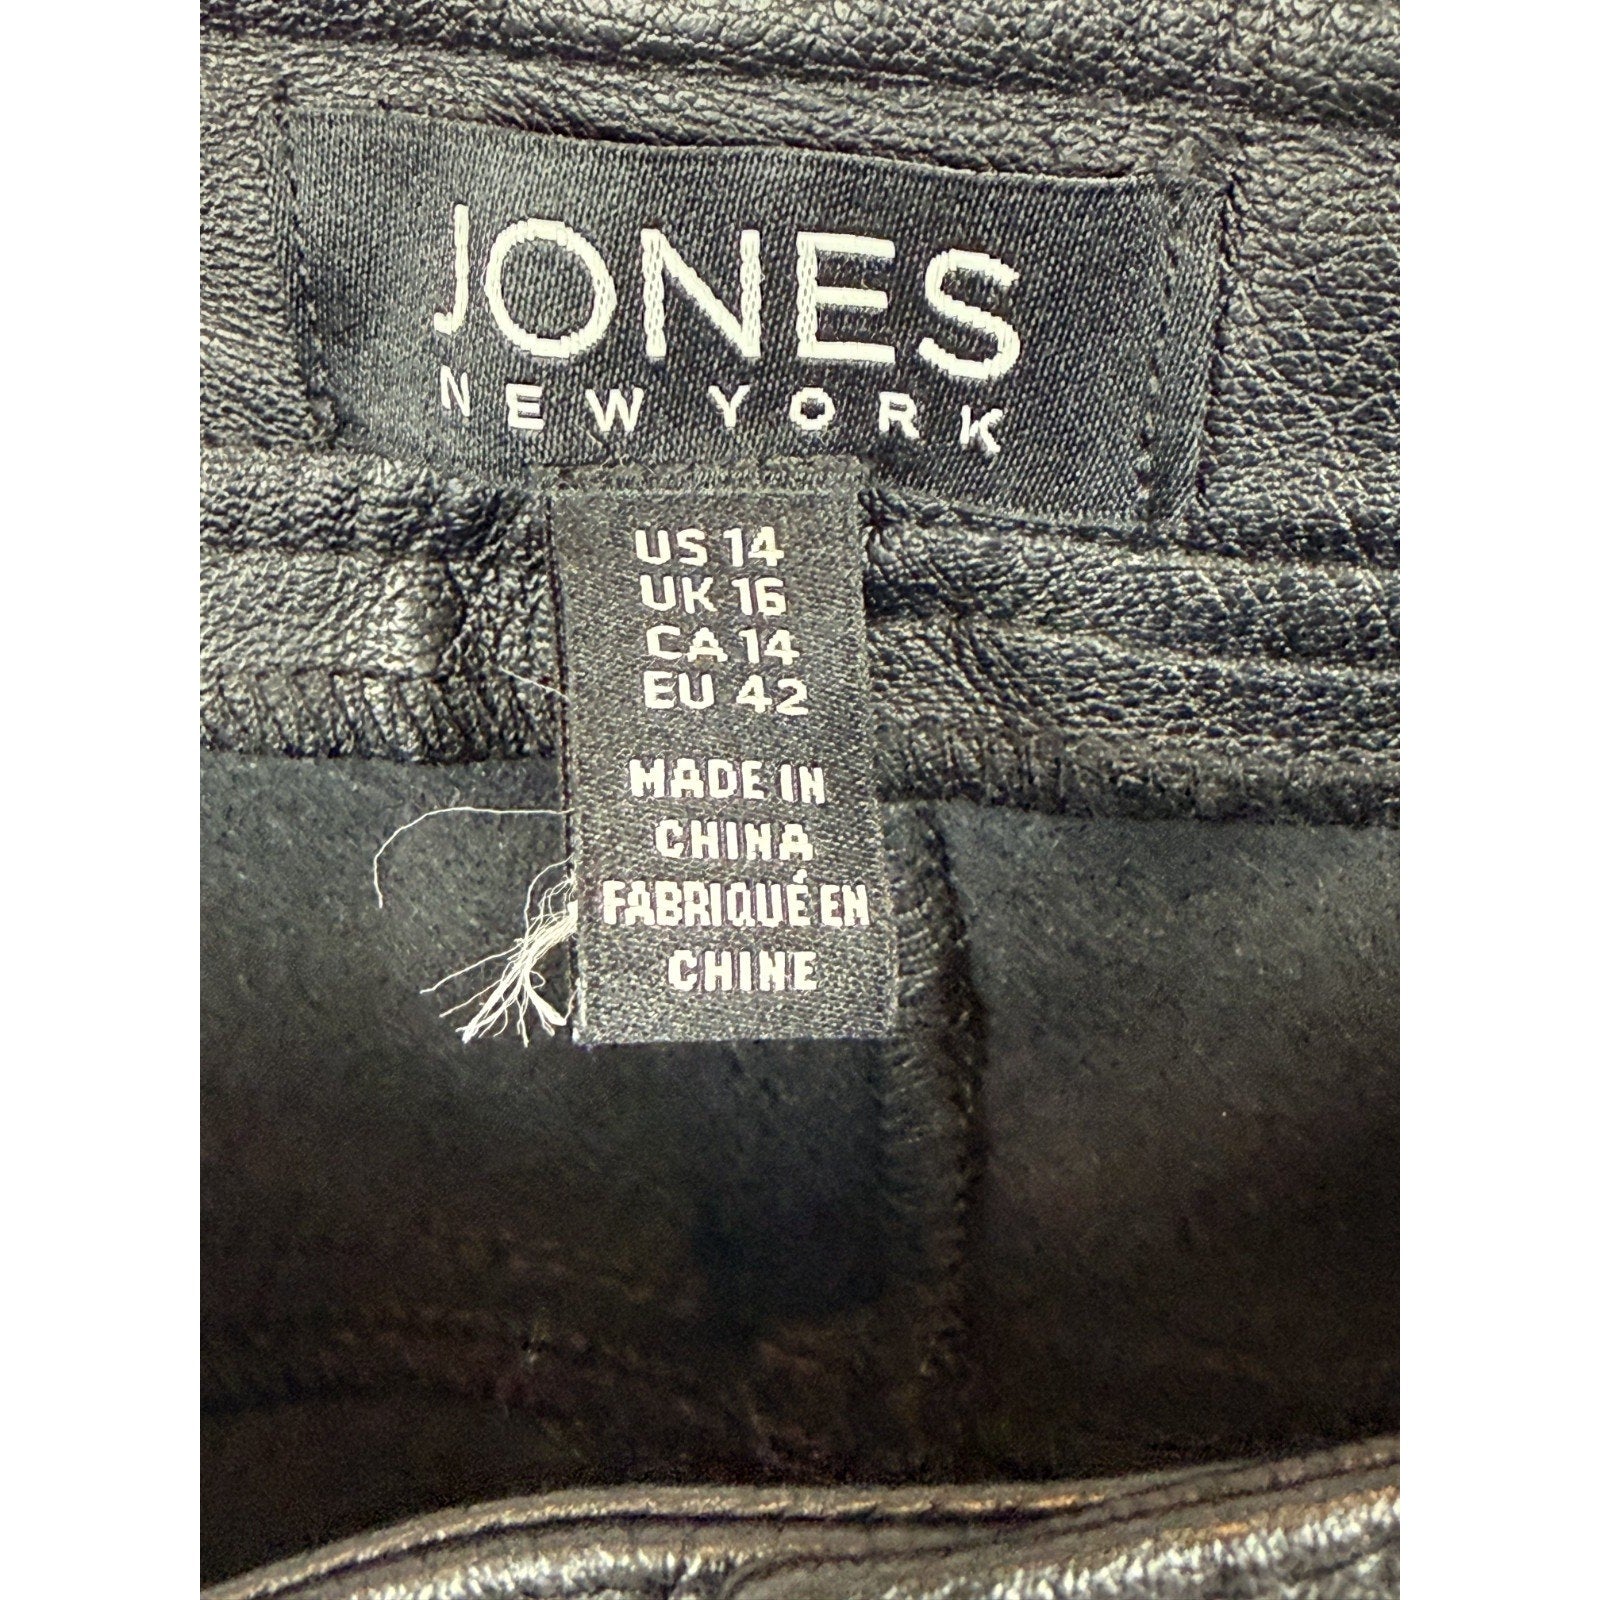 JONES
NEW YORK
US 14
UK 16
CA 14
EU 42
MADE IN
CHINA
FABRIQUÉ EN
CHINE